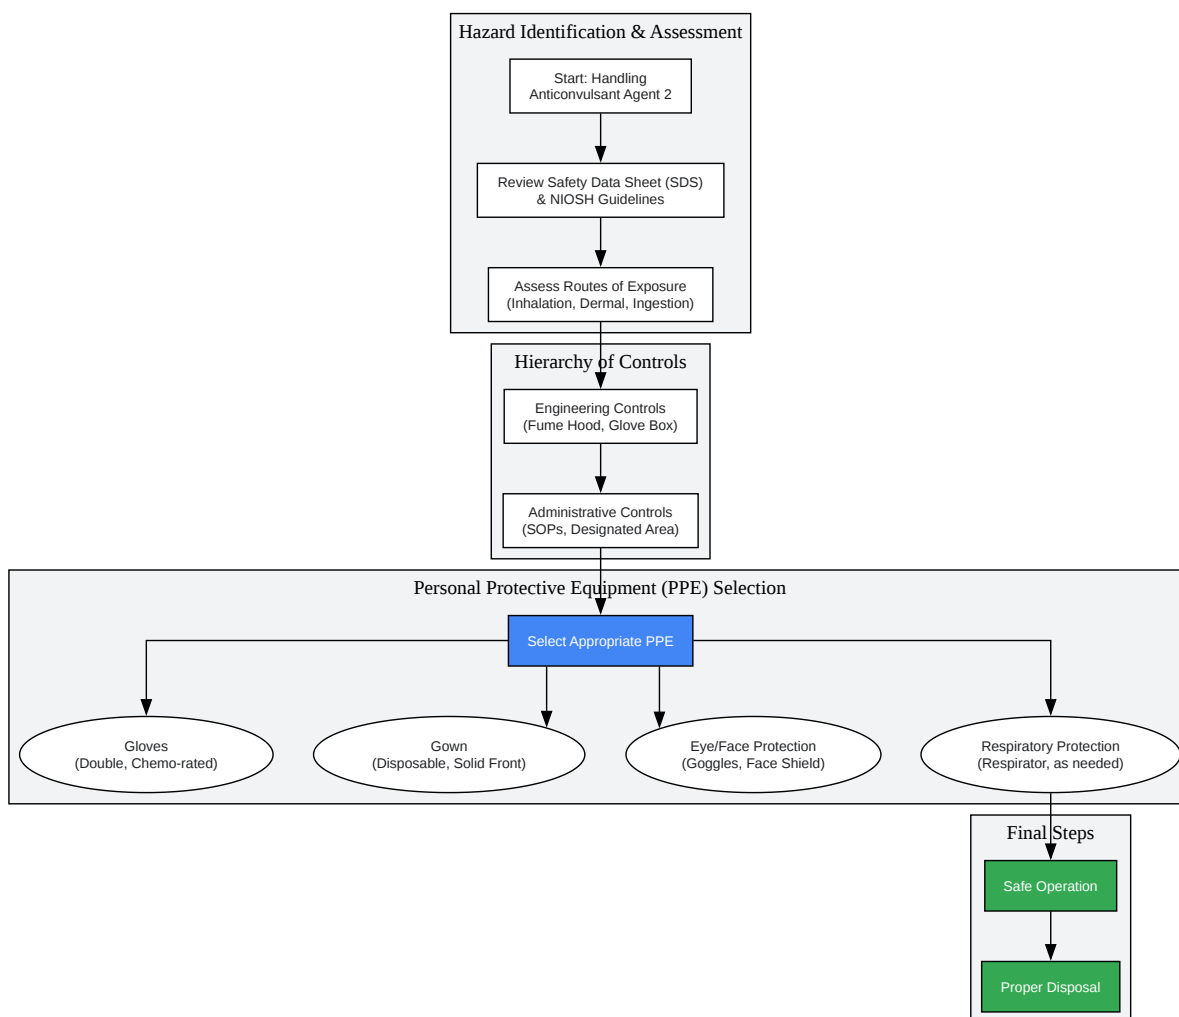 Hazard Identification & Assessment
Start: Handling
Anticonvulsant Agent 2
Review Safety Data Sheet (SDS)
& NIOSH Guidelines
Assess Routes of Exposure
(Inhalation, Dermal, Ingestion)
Hierarchy of Controls
Engineering Controls
(Fume Hood, Glove Box)
Administrative Controls
(SOPs, Designated Area)
Personal Protective Equipment (PPE) Selection
Select Appropriate PPE
Gloves
(Double, Chemo-rated)
Gown
(Disposable, Solid Front)
Eye/Face Protection
(Goggles, Face Shield)
Respiratory Protection
(Respirator, as needed)
Final Steps
Safe Operation
Proper Disposal